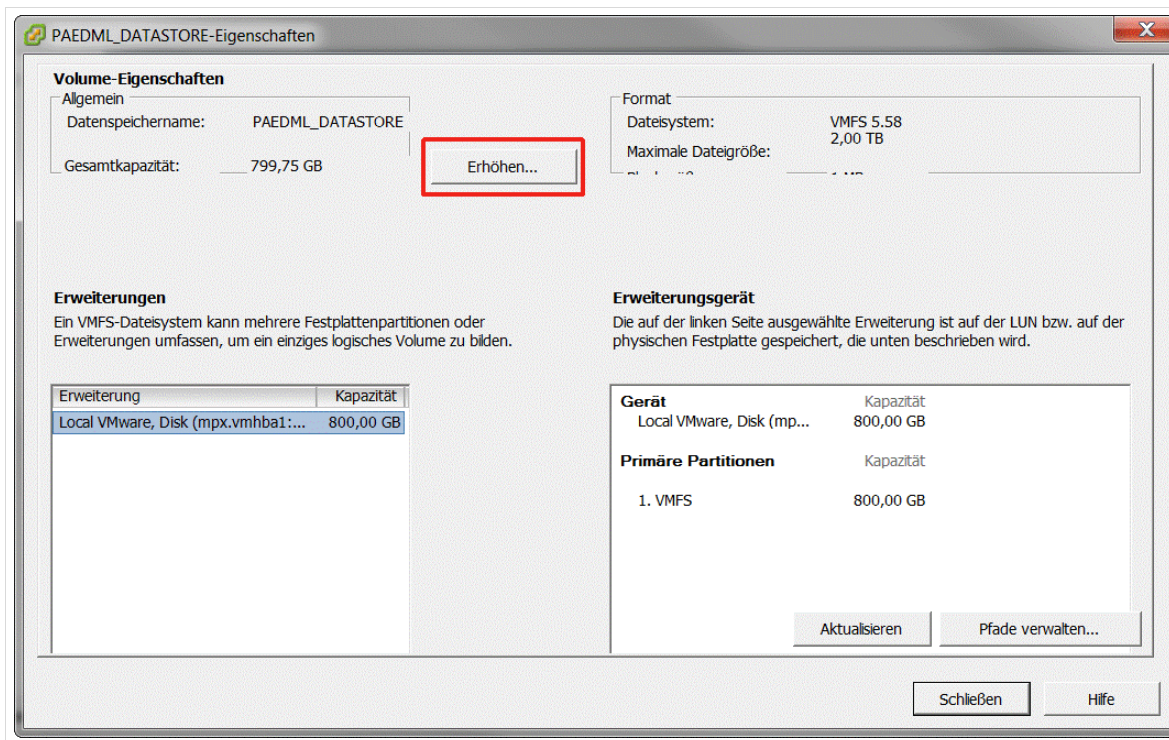 PAEDML_DATASTORE-Eigenschaften
Volume-Eigenschaften
Allgemein
Datenspeichername: PAEDML_DATASTORE
Gesamtkapazität: 799,75 GB
Erhöhen...
Format
Dateisystem: VMFS 5.58
2,00 TB
Maximale Dateigröße:
Erweiterungen
Ein VMFS-Dateisystem kann mehrere Festplattenpartitionen oder
Erweiterungen umfassen, um ein einziges logisches Volume zu bilden.
Erweiterung Kapazität
Local VMware, Disk (mpx.vmhba1:... 800,00 GB
Erweiterungsgerät
Die auf der linken Seite ausgewählte Erweiterung ist auf der LUN bzw. auf der
physischen Festplatte gespeichert, die unten beschrieben wird.
Gerät Kapazität
Local VMware, Disk (mp... 800,00 GB
Primäre Partitionen Kapazität
1. VMFS 800,00 GB
Aktualisieren
Pfade verwalten...
Schließen
Hilfe